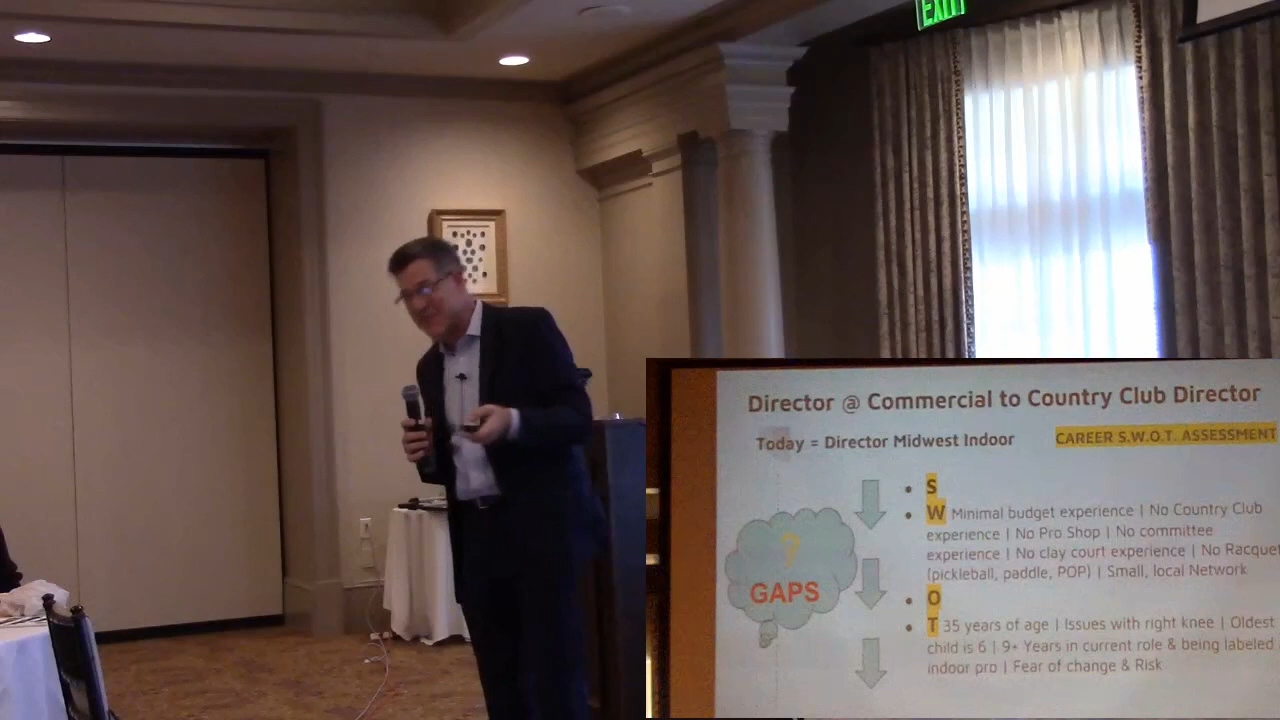 EXIT
Director @ Commercial to Country Club Director
Today = Director Midwest Indoor
CAREER S.W.O.T. ASSESSMENT
• S
• W Minimal budget experience | No Country Club
experience | No Pro Shop | No committee
experience | No clay court experience | No Racque
(pickleball, paddle, POP) | Small, local Network
?
GAPS
• O
• T 35 years of age | Issues with right knee | Oldest
child is 6 | 9+ Years in current role & being labeled
indoor pro | Fear of change & Risk